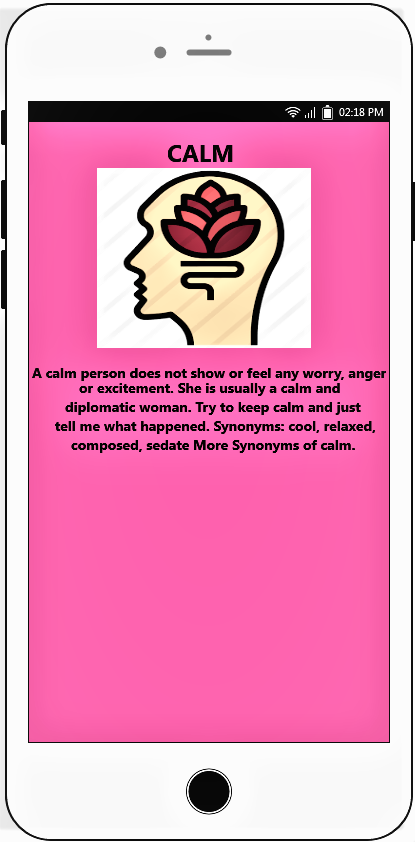 02:18 PM
CALM
A calm person does not show or feel any worry, anger
or excitement. She is usually a calm and
diplomatic woman. Try to keep calm and just
tell me what happened. Synonyms: cool, relaxed,
composed, sedate More Synonyms of calm.